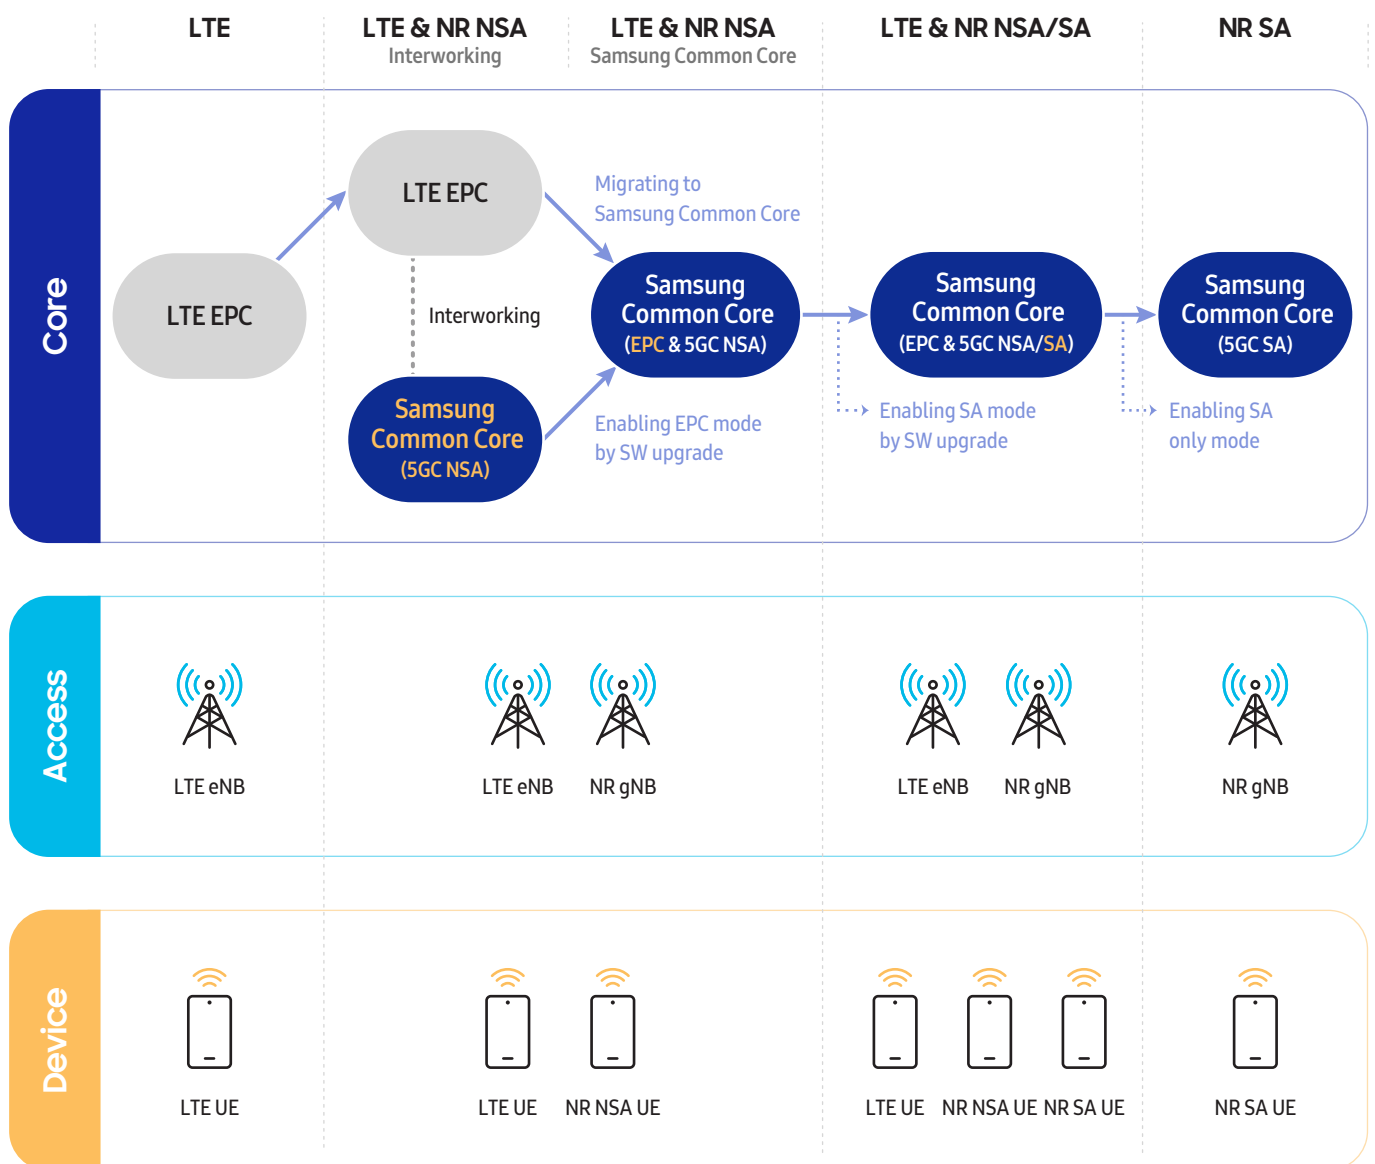 LTE
LTE & NR NSA
Interworking
LTE & NR NSA
Samsung Common Core
LTE & NR NSA/SA
NR SA
Core
LTE EPC
LTE EPC
Interworking
Samsung
Common Core
(5GC NSA)
Migrating to
Samsung Common Core
Samsung
Common Core
(EPC & 5GC NSA)
Enabling EPC mode
by SW upgrade
Samsung
Common Core
(EPC & 5GC NSA/SA)
Enabling SA mode
by SW upgrade
Samsung
Common Core
(5GC SA)
Enabling SA
only mode
Access
LTE eNB
LTE eNB
NR gNB
LTE eNB
NR gNB
NR gNB
Device
LTE UE
LTE UE
NR NSA UE
LTE UE
NR NSA UE
NR SA UE
NR SA UE